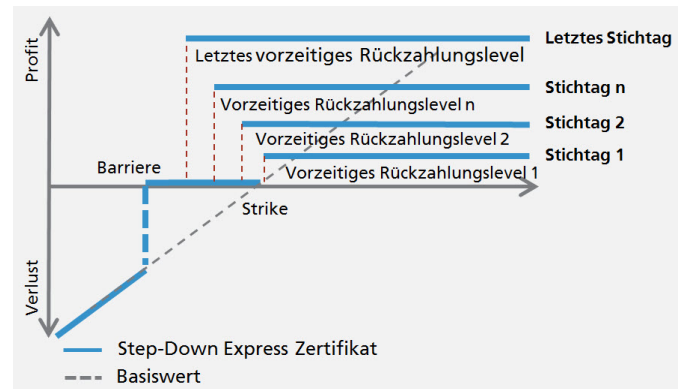 Profit
Letztes Stichtag
Letztes vorzeitiges Rückzahlungslevel
Stichtag n
Vorzeitiges Rückzahlungslevel n
Stichtag 2
Vorzeitiges Rückzahlungslevel 2
Stichtag 1
Barriere
Vorzeitiges Rückzahlungslevel 1
Strike
Verlust
Step-Down Express Zertifikat
Basiswert